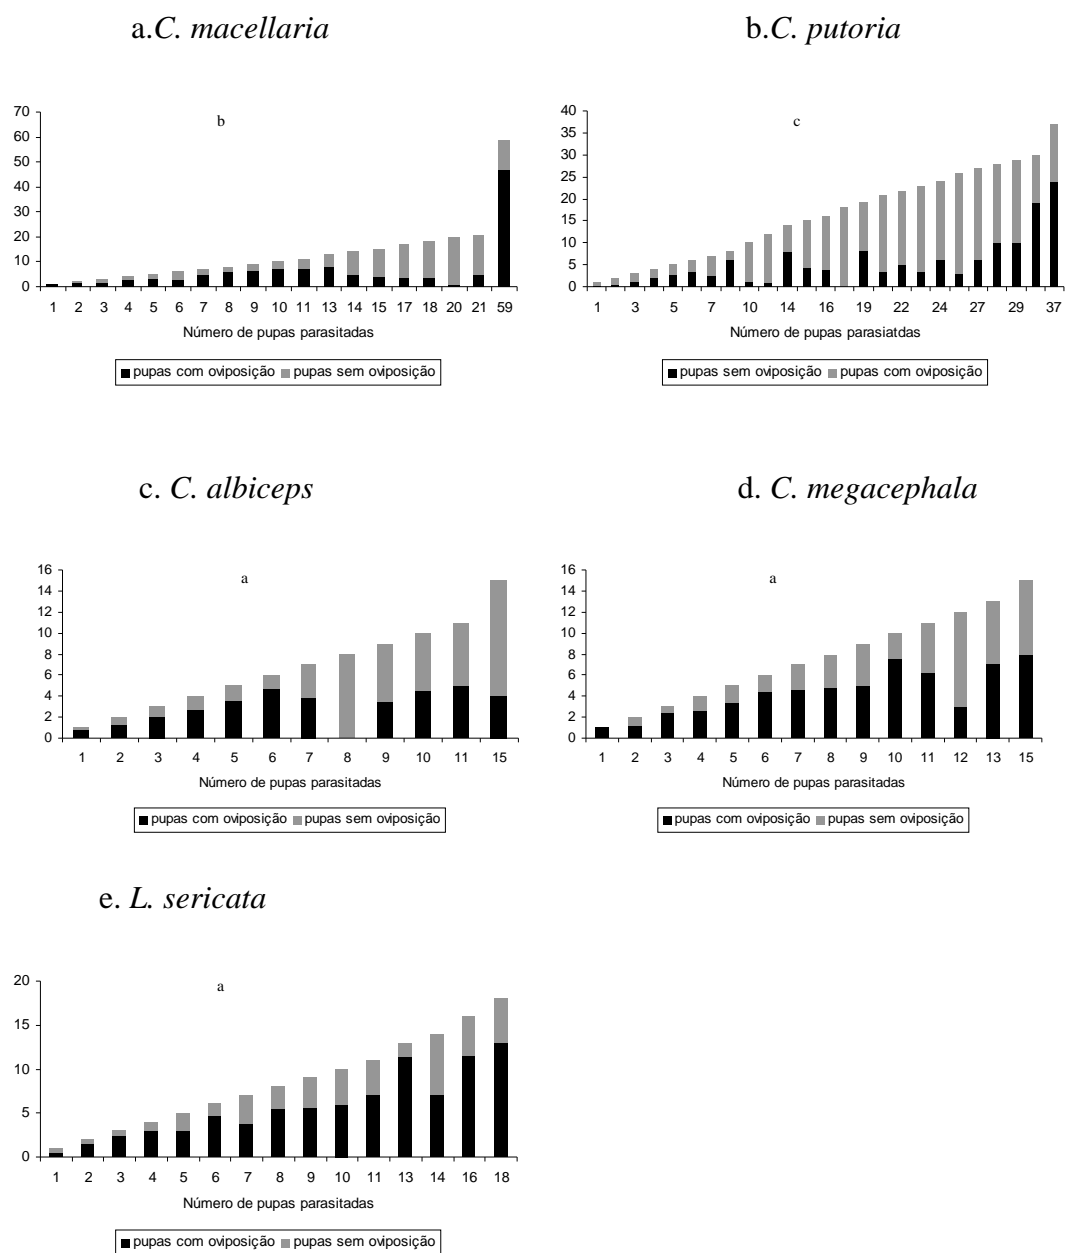 a.C. macellaria
b.C. putoria
b
70
60
50
40
30
20
10
0
1 2 3 4 5 6 7 8 9 10 11 13 14 15 17 18 20 21 59
Número de pupas parasitadas
pupas com oviposição pupas sem oviposição
c
40
35
30
25
20
15
10
5
0
1 3 5 7 10 14 16 19 22 24 27 29 37
Número de pupas parasiatdas
pupas sem oviposição pupas com oviposição
c. C. albiceps
d. C. megacephala
a
16
14
12
10
8
6
4
2
0
1 2 3 4 5 6 7 8 9 10 11 15
Número de pupas parasitadas
pupas com oviposição pupas sem oviposição
a
16
14
12
10
8
6
4
2
0
1 2 3 4 5 6 7 8 9 10 11 12 13 15
Número de pupas parasitadas
pupas com oviposição pupas sem oviposição
e. L. sericata
a
20
15
10
5
0
1 2 3 4 5 6 7 8 9 10 11 13 14 16 18
Número de pupas parasitadas
pupas com oviposição pupas sem oviposição